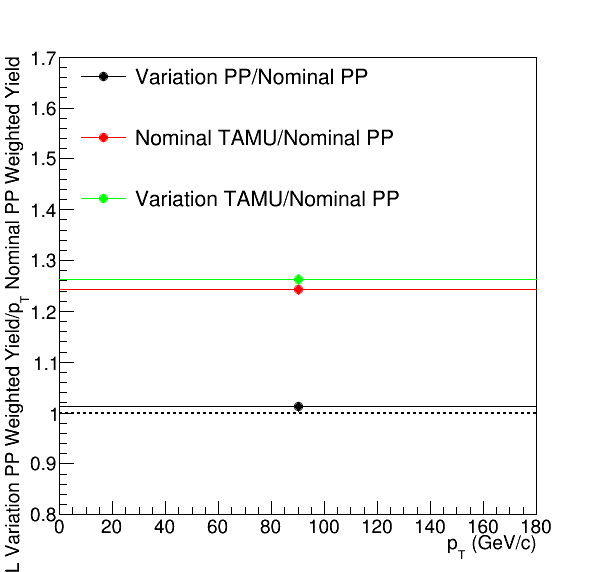 L Variation PP Weighted Yield/pT Nominal PP Weighted Yield
1.7
1.6
1.5
1.4
1.3
1.2
1.1
1
0.9
0.8
Variation PP/Nominal PP
Nominal TAMU/Nominal PP
Variation TAMU/Nominal PP
0 20 40 60 80 100 120 140 160 180
pT (GeV/c)